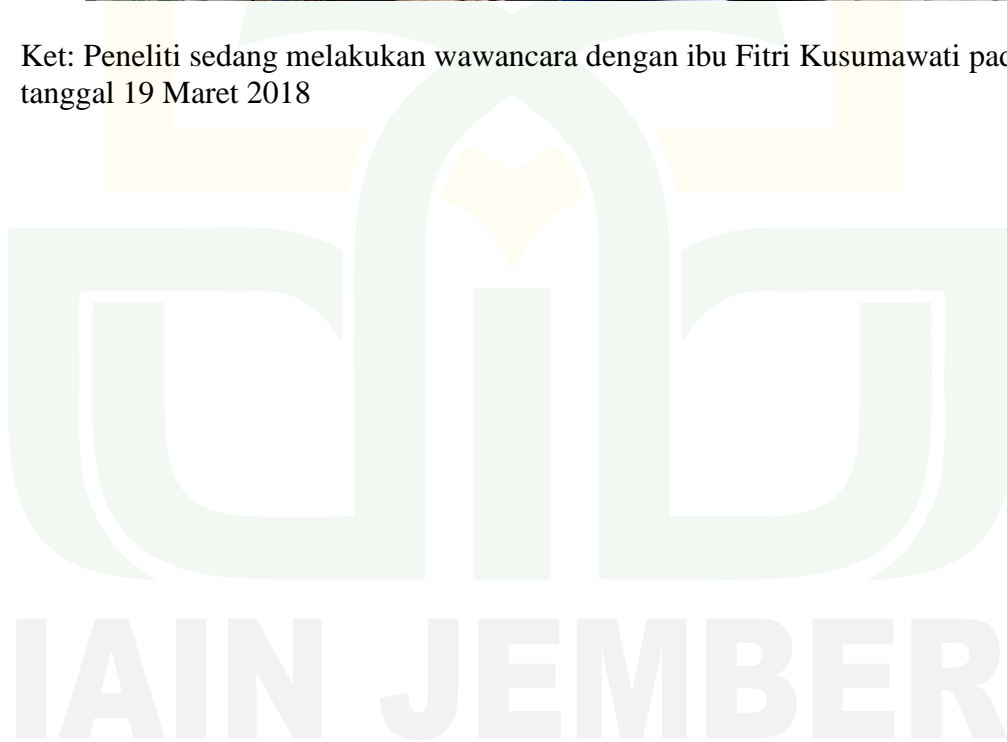 Ket: Peneliti sedang melakukan wawancara dengan ibu Fitri Kusumawati
tanggal 19 Maret 2018
IAIN JEMBER